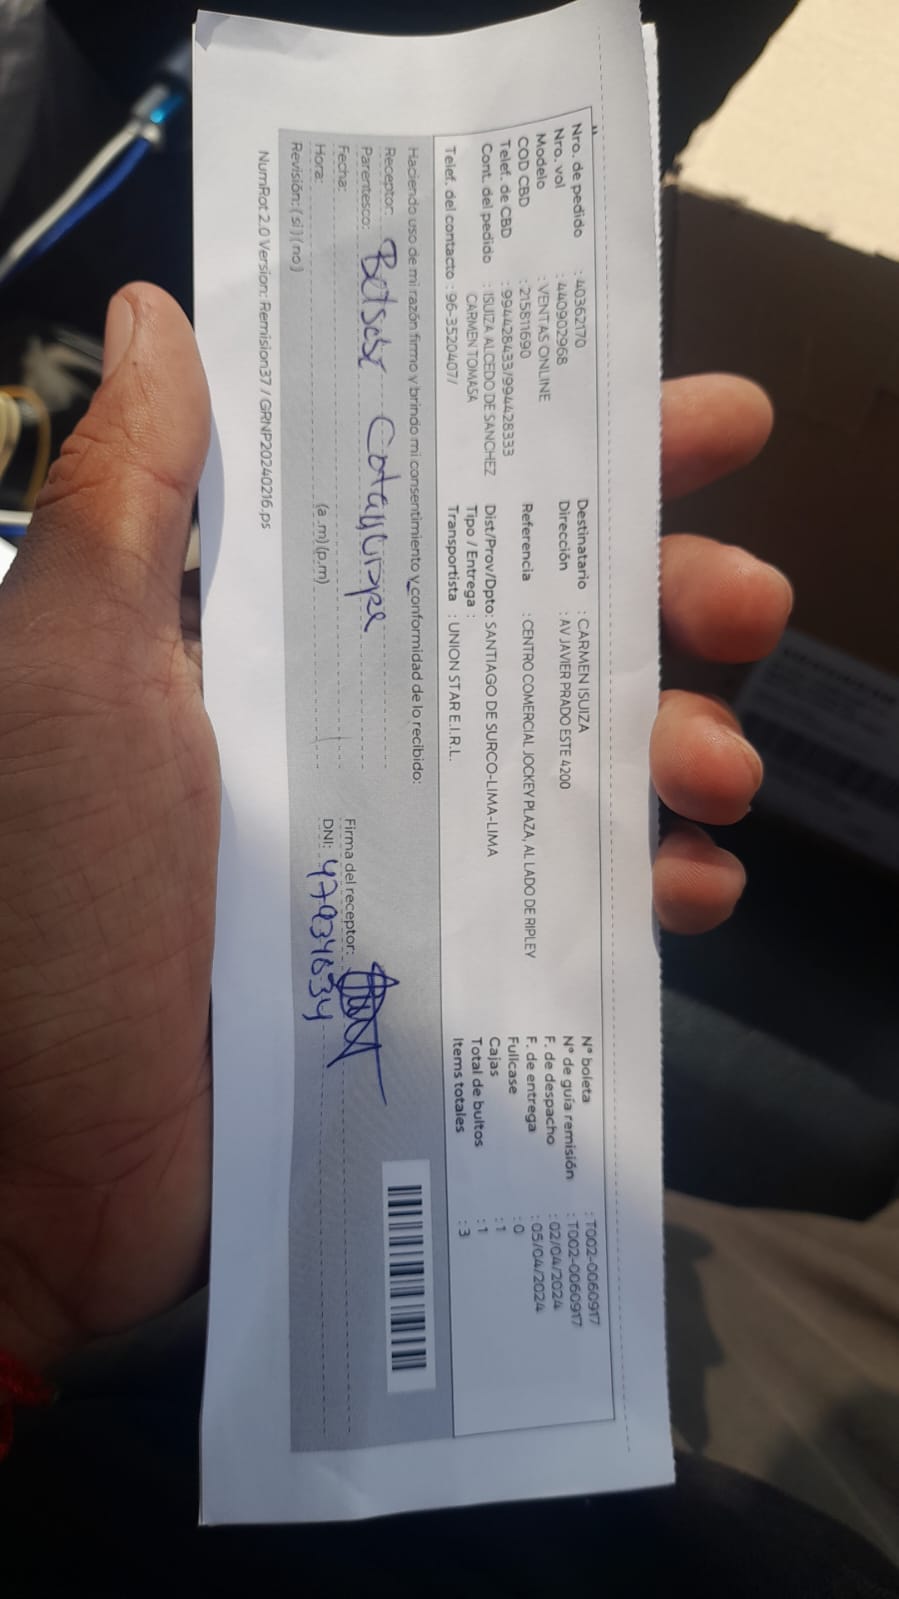 Nro. de pedido : 40362170
Nro. vol : 440902968
Modelo : VENTAS ONLINE
COD CBD : 215811690
Telef. de CBD : 994428433/994428333
Cont. del pedido : ISUIZA ALCEDO DE SANCHEZ
CARMEN TOMASA
Telef. del contacto : 96-3520407/
Destinatario : CARMEN ISUIZA
Dirección : AV JAVIER PRADO ESTE 4200
Referencia : CENTRO COMERCIAL JOCKEY PLAZA, AL LADO DE RIPLEY
Dist/Prov/Dpto: SANTIAGO DE SURCO-LIMA-LIMA
Tipo / Entrega :
Transportista : UNION STAR E.I.R.L.
N° boleta : T002-0060917
N° de guía remisión : T002-0060917
F. de despacho : 02/04/2024
F. de entrega : 05/04/2024
Fullcase : 0
Cajas : 1
Total de bultos : 1
Items totales : 3
Haciendo uso de mi razón firmo y brindo mi consentimiento y conformidad de lo recibido:
Receptor:
Parentesco:
Fecha:
Hora: (a.m) (p.m)
Revisión: ( si ) ( no )
Firma del receptor:
DNI:
NumRot 2.0 Version: Remision37 / GRNP20240216.ps